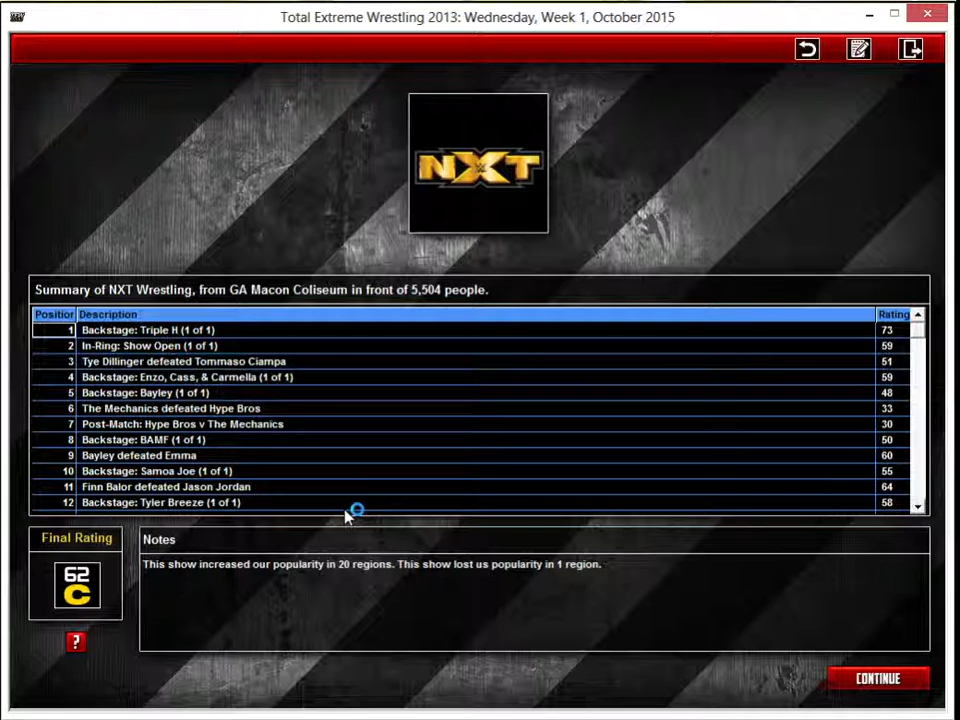 Total Extreme Wrestling 2013: Wednesday, Week 1, October 2015
NXT
Summary of NXT Wrestling, from GA Macon Coliseum in front of 5,504 people.
Position Description Rating
1 Backstage: Triple H (1 of 1) 73
2 In-Ring: Show Open (1 of 1) 59
3 Tye Dillinger defeated Tommaso Ciampa 51
4 Backstage: Enzo, Cass, & Carmella (1 of 1) 59
5 Backstage: Bayley (1 of 1) 48
6 The Mechanics defeated Hype Bros 33
7 Post-Match: Hype Bros v The Mechanics 30
8 Backstage: BAMF (1 of 1) 50
9 Bayley defeated Emma 60
10 Backstage: Samoa Joe (1 of 1) 55
11 Finn Balor defeated Jason Jordan 64
12 Backstage: Tyler Breeze (1 of 1) 58
Final Rating
62
C
?
Notes
This show increased our popularity in 20 regions. This show lost us popularity in 1 region.
CONTINUE